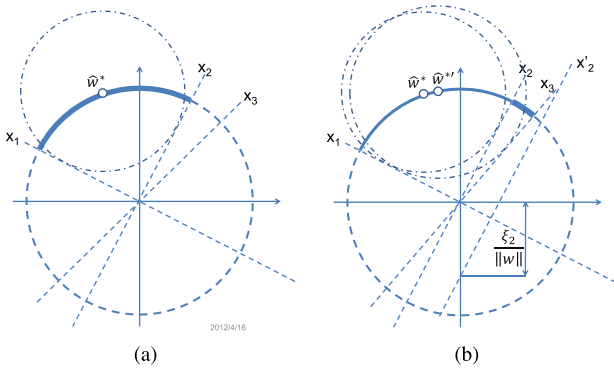 x₁
ŵ*
x₂
x₃
2012/4/16
(a)
x₁
ŵ*
ŵ*′
x₂
x'₂
x₃
ξ₂
‖w‖
(b)